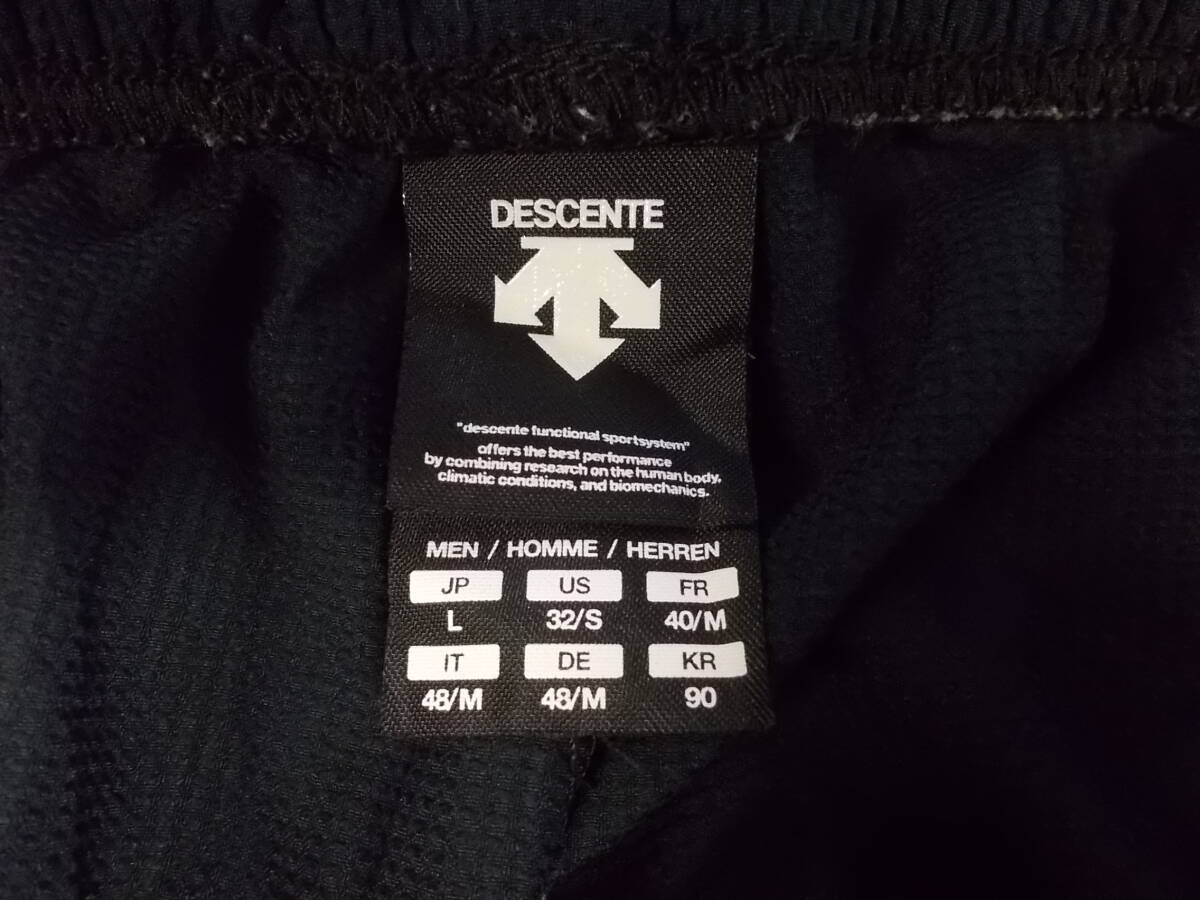 DESCENTE
"descente functional sportsystem"
offers the best performance
by combining research on the human body,
climatic conditions, and biomechanics.
MEN / HOMME / HERREN
JP US FR
L 32/S 40/M
IT DE KR
48/M 48/M 90